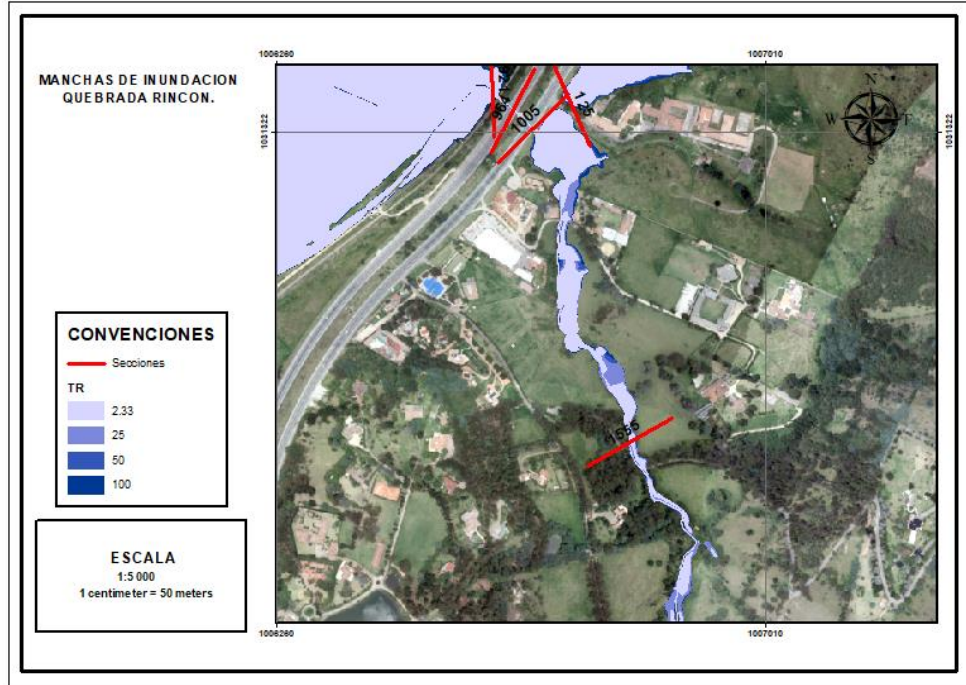 MANCHAS DE INUNDACION
QUEBRADA RINCON.
1006260
1007010
1031322
1031322
N
W
E
S
1005
1555
CONVENCIONES
Secciones
TR
2.33
25
50
100
ESCALA
1:5 000
1 centimeter = 50 meters
1006260
1007010